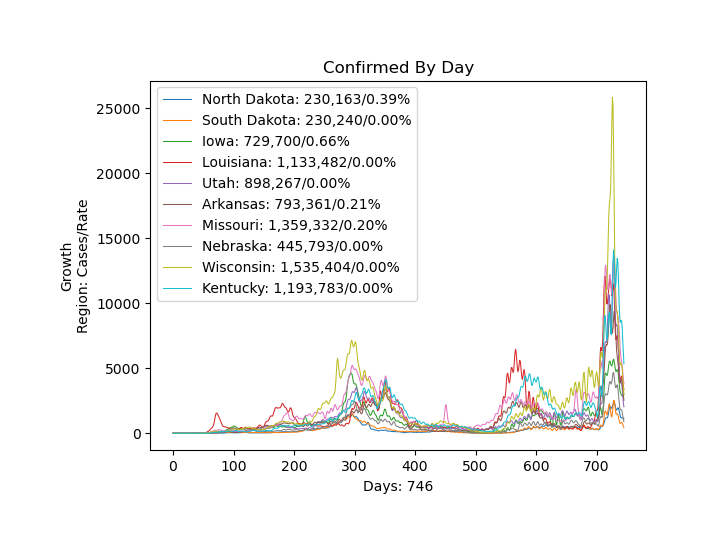 Confirmed By Day
Growth
Region: Cases/Rate
25000
20000
15000
10000
5000
0
North Dakota: 230,163/0.39%
South Dakota: 230,240/0.00%
Iowa: 729,700/0.66%
Louisiana: 1,133,482/0.00%
Utah: 898,267/0.00%
Arkansas: 793,361/0.21%
Missouri: 1,359,332/0.20%
Nebraska: 445,793/0.00%
Wisconsin: 1,535,404/0.00%
Kentucky: 1,193,783/0.00%
0 100 200 300 400 500 600 700
Days: 746